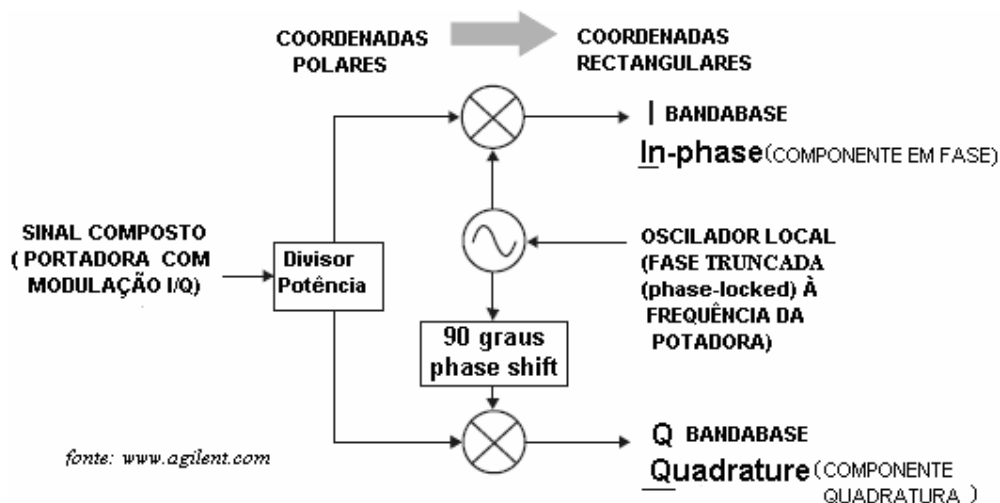 COORDENADAS
POLARES
COORDENADAS
RECTANGULARES
I BANDABASE
In-phase(COMPONENTE EM FASE)
SINAL COMPOSTO
( PORTADORA COM
MODULAÇÃO I/Q)
Divisor
Potência
OSCILADOR LOCAL
(FASE TRUNCADA
(phase-locked) À
FREQUÊNCIA DA
POTADORA)
90 graus
phase shift
Q BANDABASE
Quadrature(COMPONENTE
QUADRATURA )
fonte: www.agilent.com